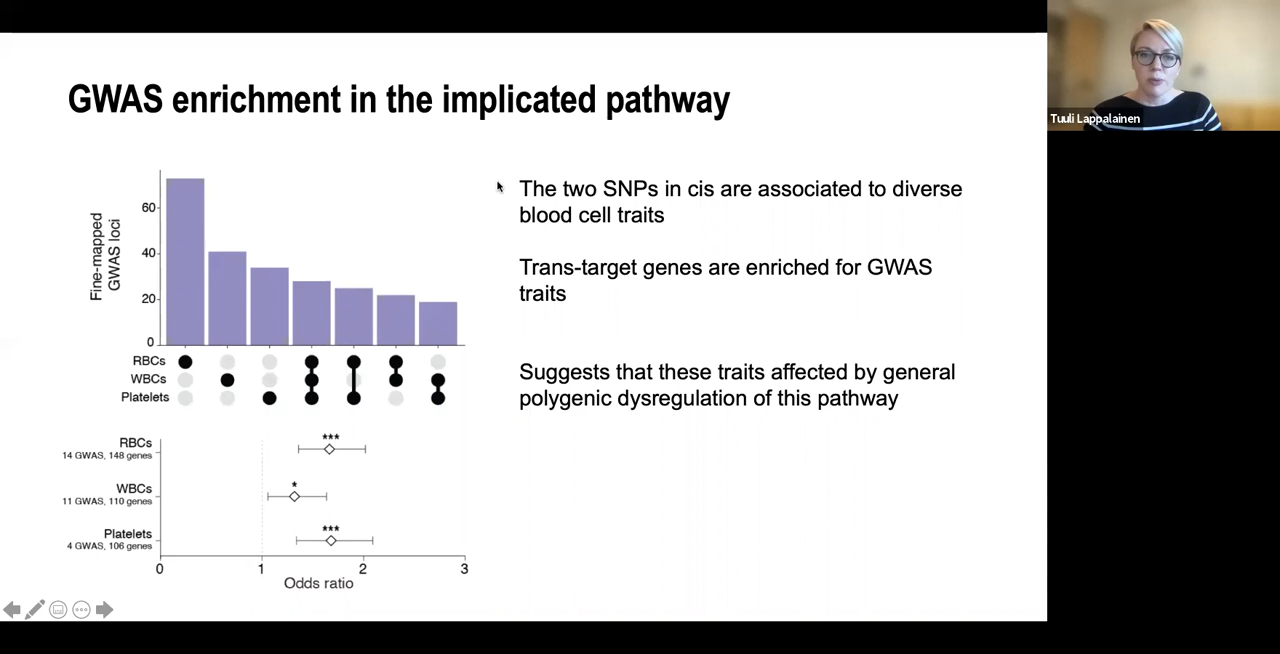 GWAS enrichment in the implicated pathway
Tuuli Lappalainen
Fine-mapped
GWAS loci
60
40
20
0
RBCs
WBCs
Platelets
The two SNPs in cis are associated to diverse
blood cell traits
Trans-target genes are enriched for GWAS
traits
Suggests that these traits affected by general
polygenic dysregulation of this pathway
RBCs
14 GWAS, 148 genes
***
WBCs
11 GWAS, 110 genes
*
Platelets
4 GWAS, 106 genes
***
0 1 2 3
Odds ratio